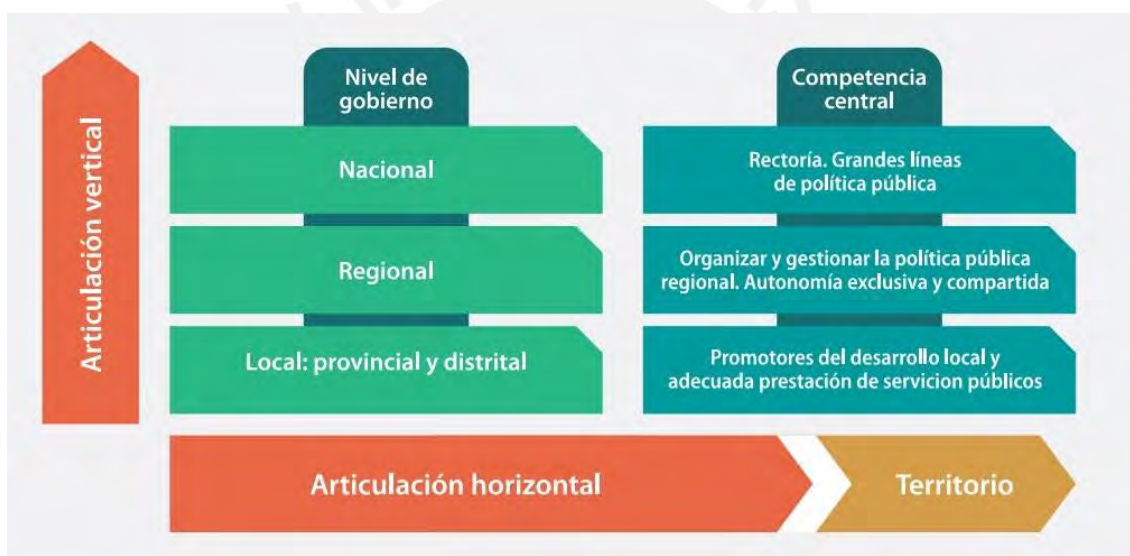 Articulación vertical
Nivel de
gobierno
Competencia
central
Nacional
Rectoría. Grandes líneas
de política pública
Regional
Organizar y gestionar la política pública
regional. Autonomía exclusiva y compartida
Local: provincial y distrital
Promotores del desarrollo local y
adecuada prestación de servicion públicos
Articulación horizontal
Territorio